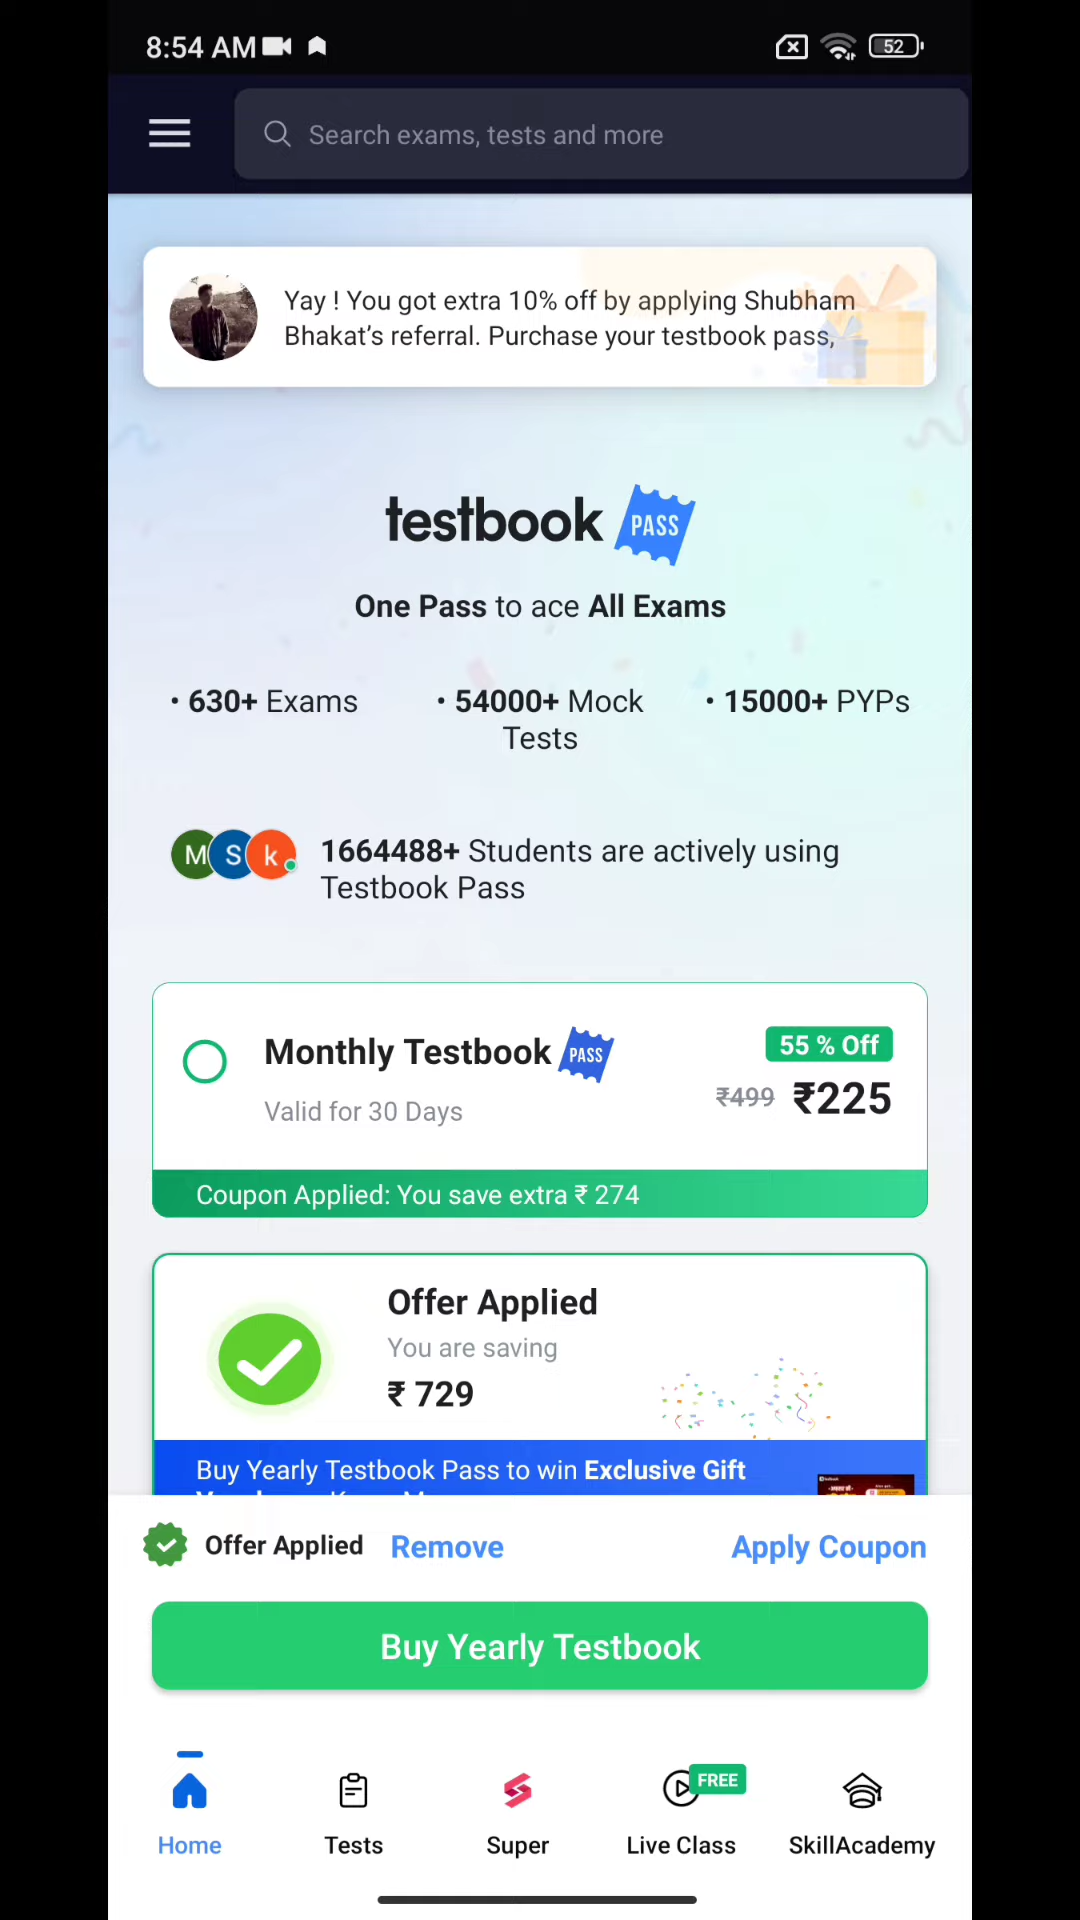 8:54 AM
52
Search exams, tests and more
Yay ! You got extra 10% off by applying Shubham
Bhakat’s referral. Purchase your testbook pass,
testbook PASS
One Pass to ace All Exams
• 630+ Exams
• 54000+ Mock
Tests
• 15000+ PYPs
M S k
1664488+ Students are actively using
Testbook Pass
Monthly Testbook PASS
55 % Off
Valid for 30 Days
₹499 ₹225
Coupon Applied: You save extra ₹ 274
Offer Applied
You are saving
₹ 729
Buy Yearly Testbook Pass to win Exclusive Gift
Offer Applied Remove Apply Coupon
Buy Yearly Testbook
FREE
Home Tests Super Live Class SkillAcademy